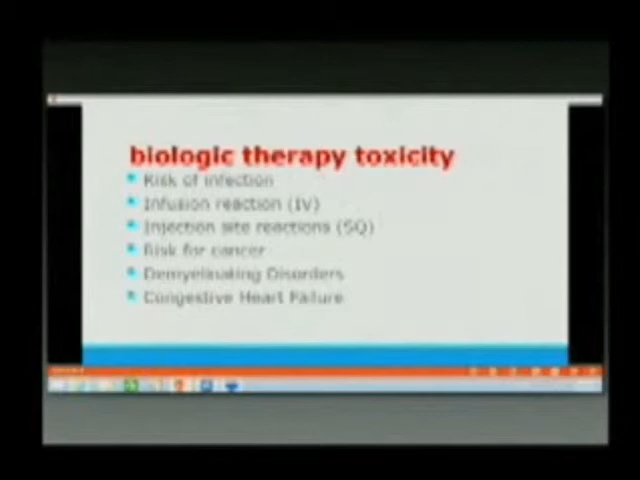 biologic therapy toxicity
Risk of infection
Infusion reaction (IV)
Injection site reactions (SQ)
Risk for cancer
Demyelinating Disorders
Congestive Heart Failure